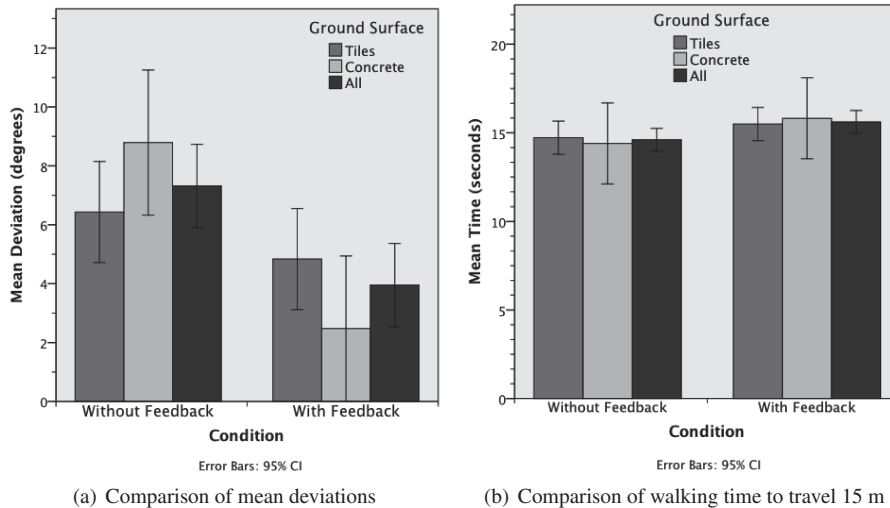 Ground Surface
Tiles
Concrete
All
12
10
8
6
4
2
0
Mean Deviation (degrees)
Without Feedback
With Feedback
Condition
Error Bars: 95% CI
(a) Comparison of mean deviations
Ground Surface
Tiles
Concrete
All
20
15
10
5
0
Mean Time (seconds)
Without Feedback
With Feedback
Condition
Error Bars: 95% CI
(b) Comparison of walking time to travel 15 m